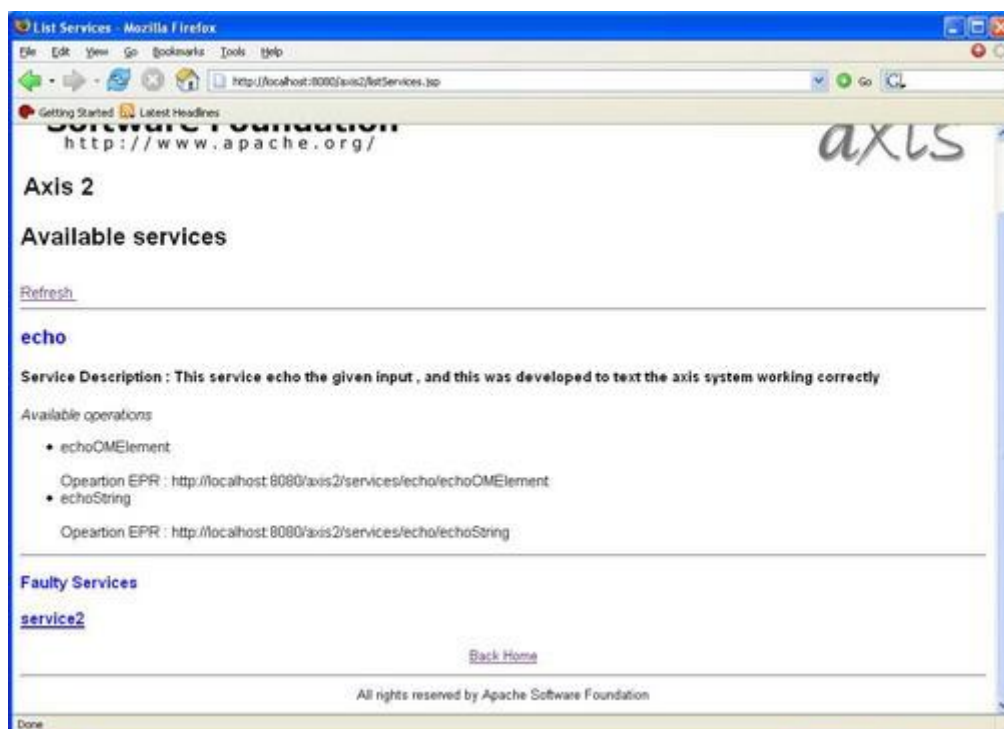 List Services - Mozilla Firefox
File Edit View Go Bookmarks Tools Help
http://localhost:8080/axis2/listServices.jsp Go
Getting Started Latest Headlines
Software Foundation
http://www.apache.org/
axis
Axis 2
Available services
Refresh
echo
Service Description : This service echo the given input , and this was developed to text the axis system working correctly
Available operations
• echoOMElement
Opeartion EPR : http://localhost:8080/axis2/services/echo/echoOMElement
• echoString
Opeartion EPR : http://localhost:8080/axis2/services/echo/echoString
Faulty Services
service2
Back Home
All rights reserved by Apache Software Foundation
Done